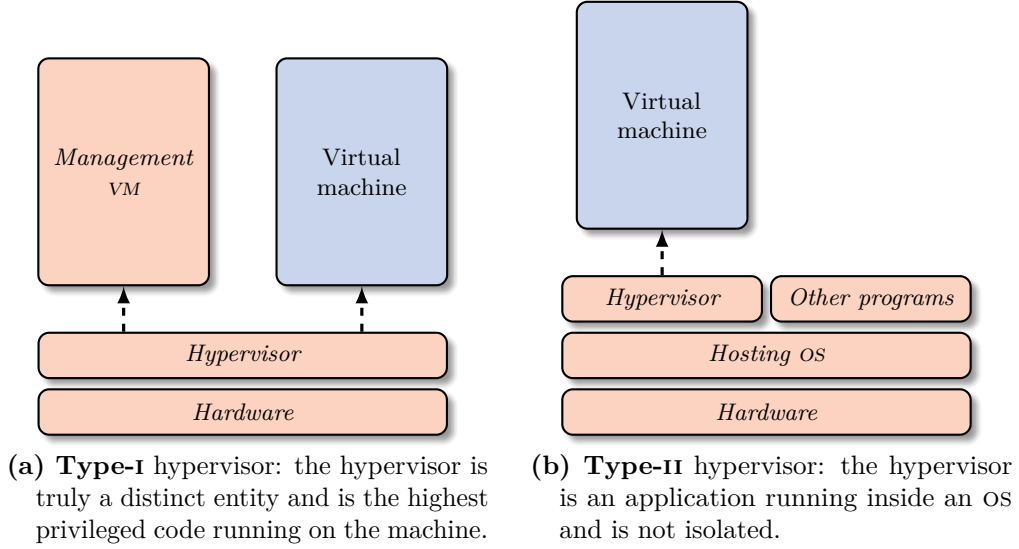 Management
VM
Virtual
machine
Hypervisor
Hardware
(a) Type-I hypervisor: the hypervisor is
truly a distinct entity and is the highest
privileged code running on the machine.
Virtual
machine
Hypervisor
Other programs
Hosting OS
Hardware
(b) Type-II hypervisor: the hypervisor
is an application running inside an OS
and is not isolated.